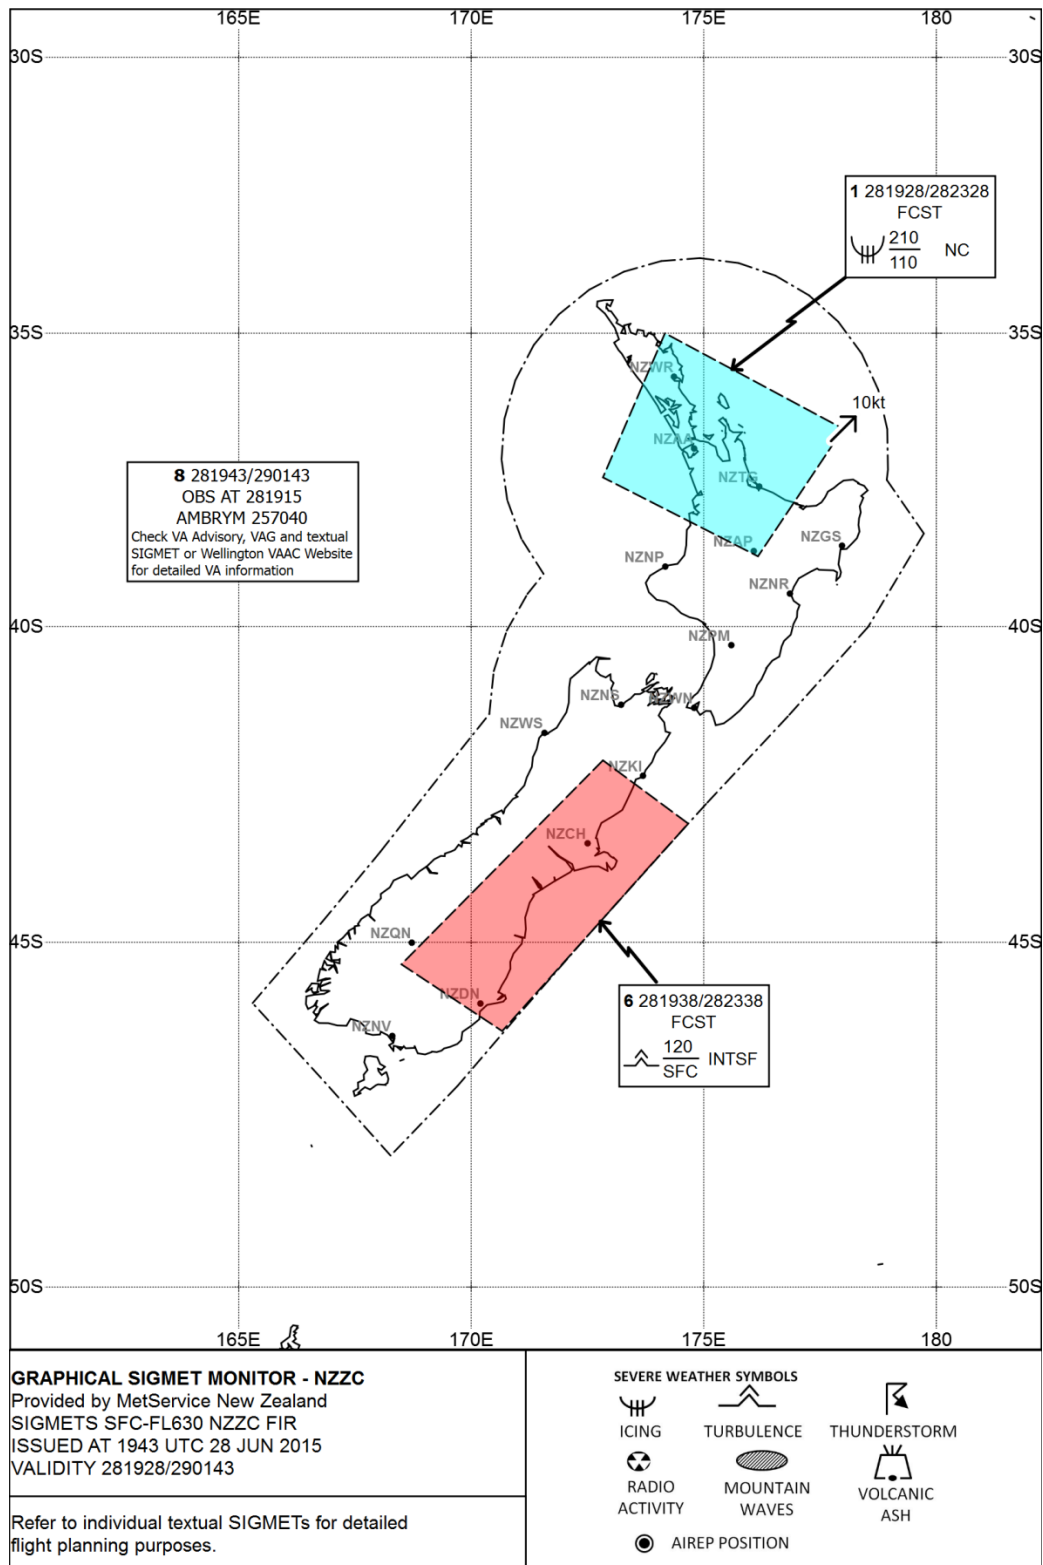 165E 170E 175E 180
30S 30S
1 281928/282328
FCST
210
110 NC
35S 35S
NZWR
10kt
NZAA
8 281943/290143
OBS AT 281915
AMBRYM 257040
Check VA Advisory, VAG and textual
SIGMET or Wellington VAAC Website
for detailed VA information
NZTG
NZAP NZGS
NZNP
NZNR
40S 40S
NZPM
NZNS NZWN
NZWS
NZKI
NZCH
NZQN
45S 45S
NZDN
6 281938/282338
FCST
120
SFC INTSF
NZNV
50S 50S
165E 170E 175E 180
GRAPHICAL SIGMET MONITOR - NZZC
Provided by MetService New Zealand
SIGMETS SFC-FL630 NZZC FIR
ISSUED AT 1943 UTC 28 JUN 2015
VALIDITY 281928/290143
Refer to individual textual SIGMETs for detailed
flight planning purposes.
SEVERE WEATHER SYMBOLS
ICING TURBULENCE THUNDERSTORM
RADIO ACTIVITY
MOUNTAIN WAVES
VOLCANIC ASH
AIREP POSITION